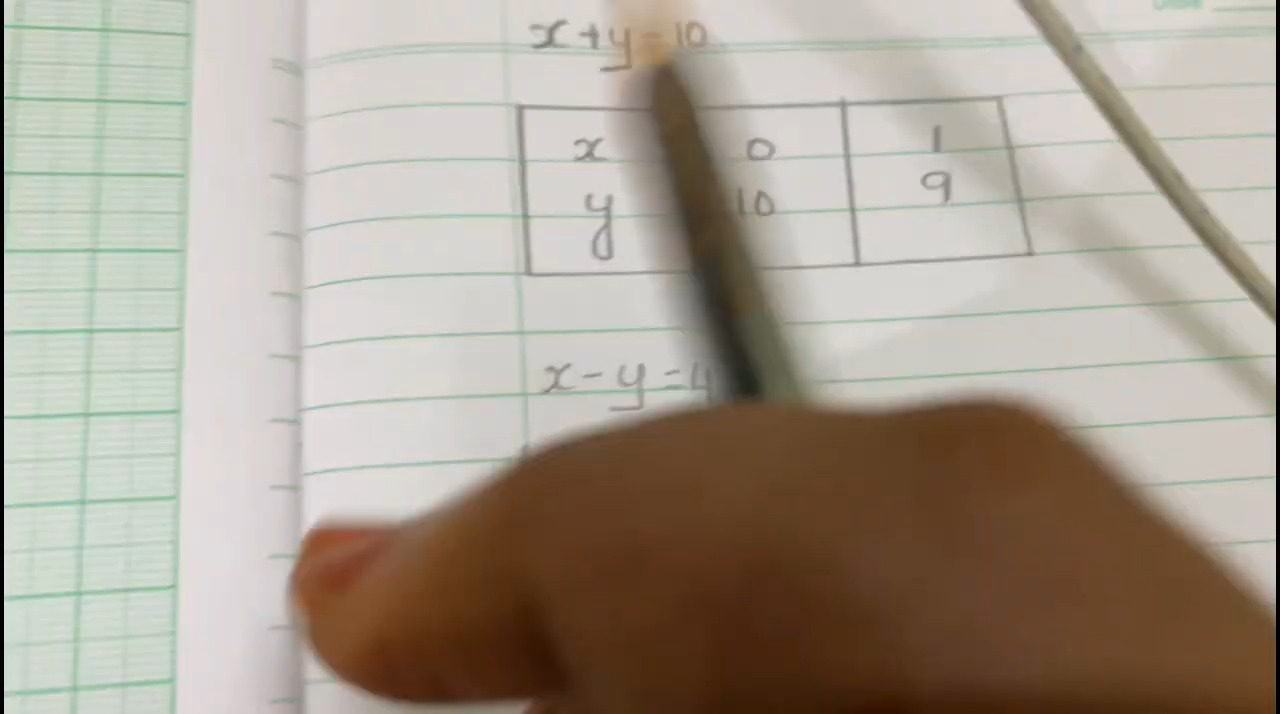 x + y = 10
x 0 1
y 10 9
x - y = 4